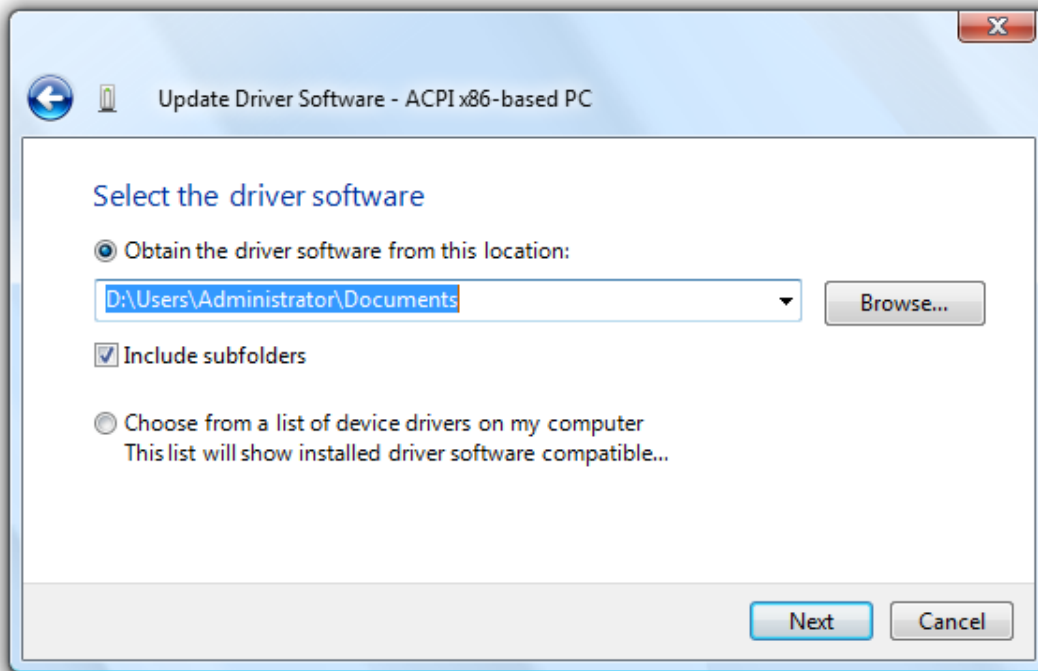 Update Driver Software - ACPI x86-based PC
Select the driver software
Obtain the driver software from this location:
D:\Users\Administrator\Documents
Browse...
Include subfolders
Choose from a list of device drivers on my computer
This list will show installed driver software compatible...
Next
Cancel